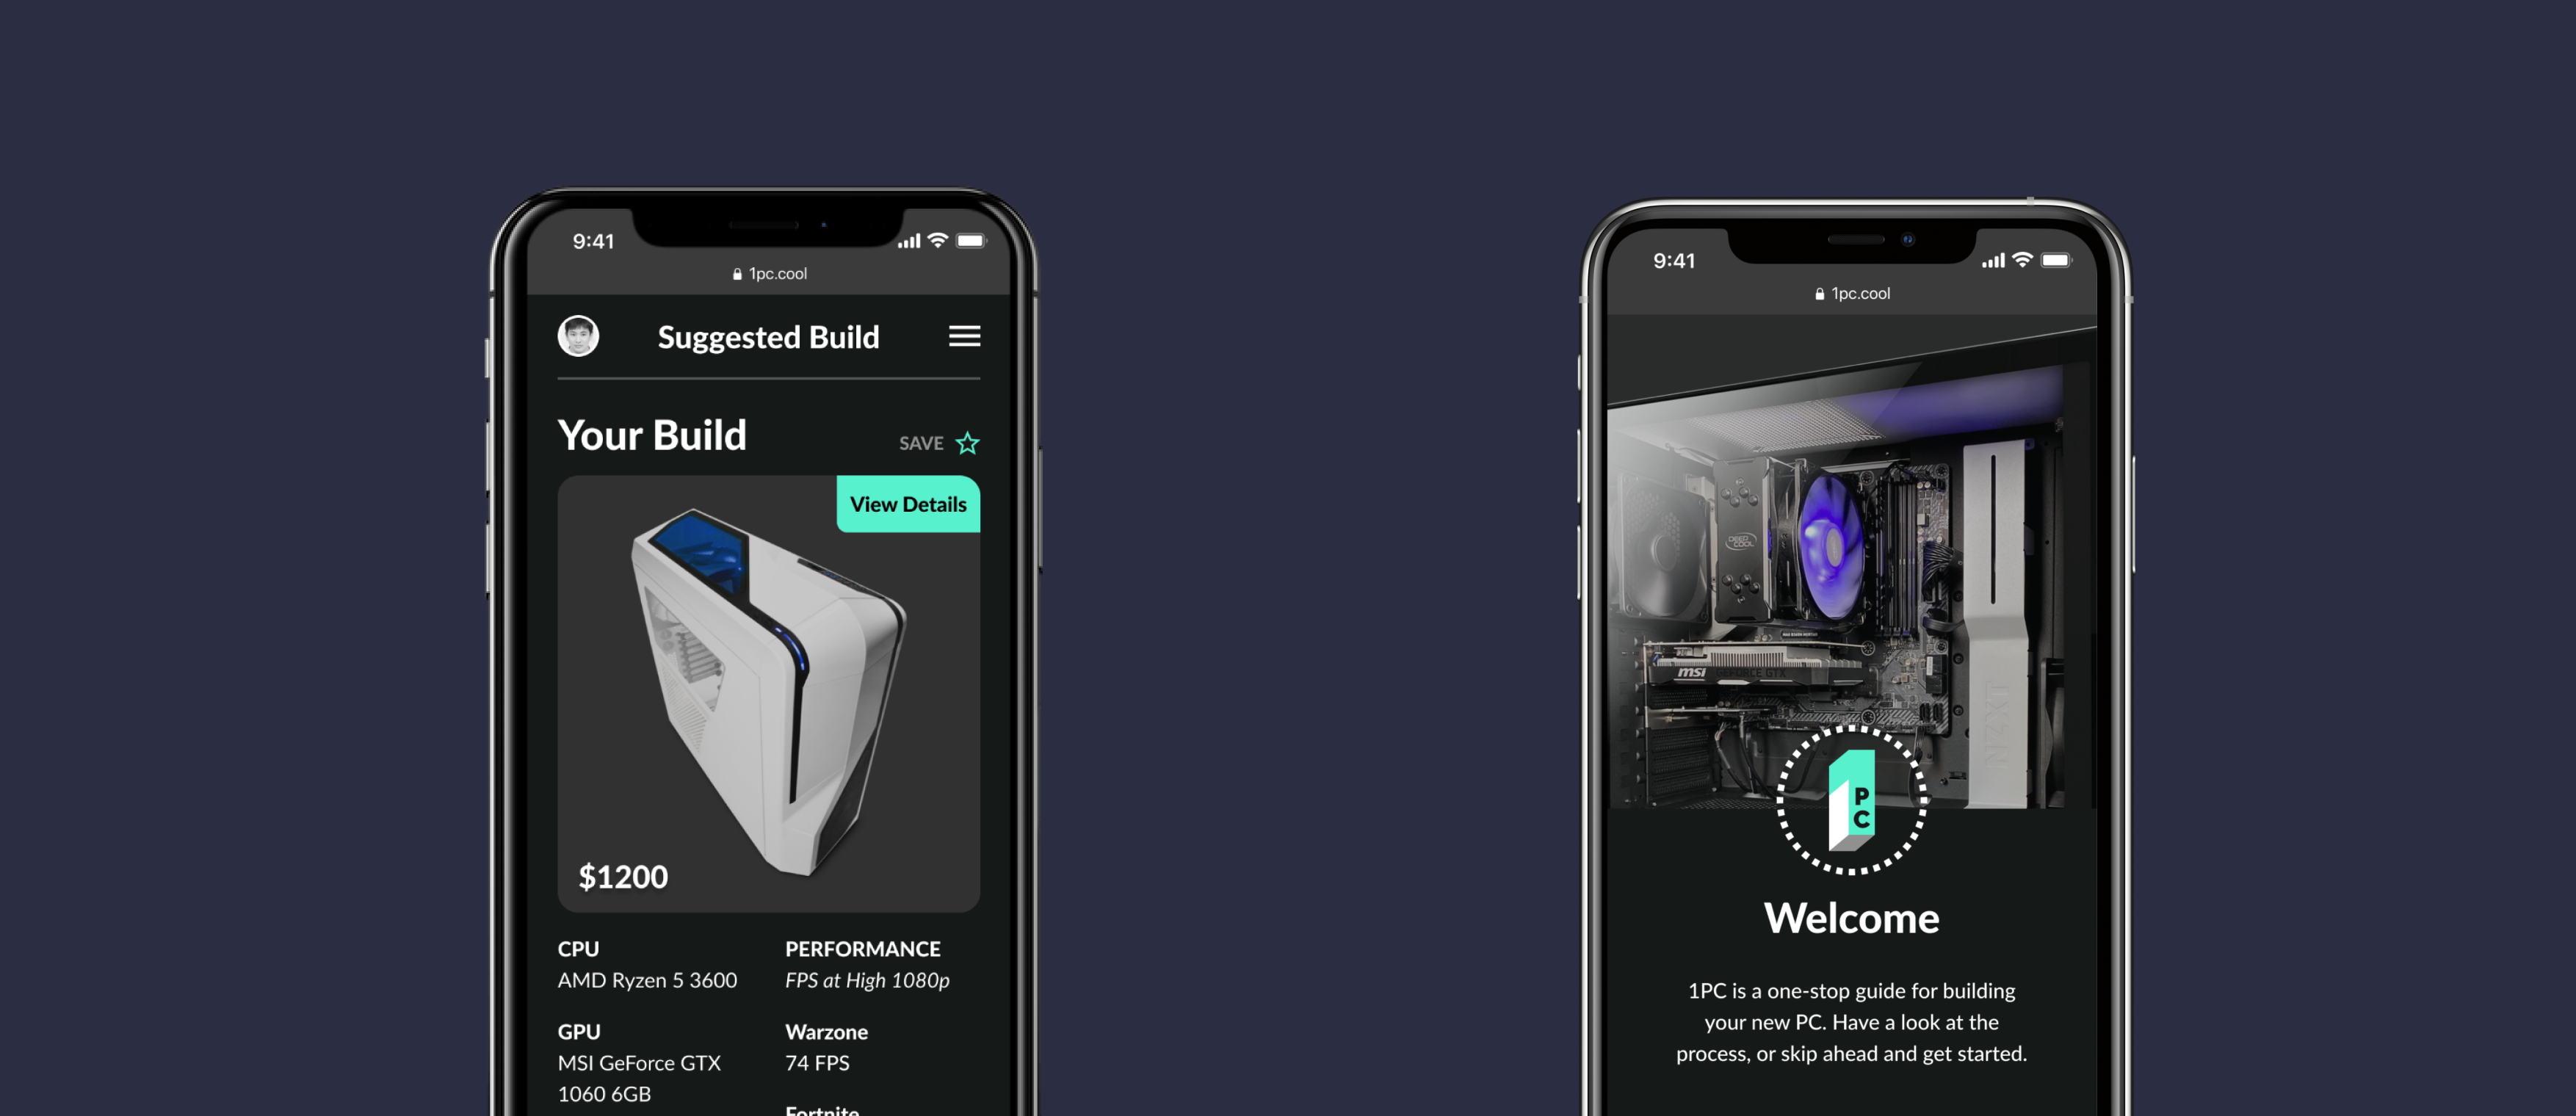 9:41
1pc.cool
Suggested Build
Your Build
SAVE
View Details
$1200
CPU
AMD Ryzen 5 3600
GPU
MSI GeForce GTX
1060 6GB
PERFORMANCE
FPS at High 1080p
Warzone
74 FPS
Fortnite
9:41
1pc.cool
DEEP
COOL
msi
NZXT
P
C
Welcome
1PC is a one-stop guide for building
your new PC. Have a look at the
process, or skip ahead and get started.